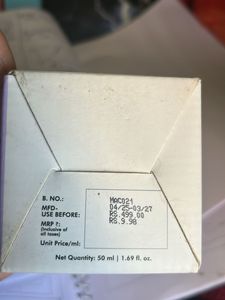 B. NO.: MAC021
MFD. 04/25-03/27
USE BEFORE: RS.499.00
MRP ₹: RS.9.98
(Inclusive of
all taxes)
Unit Price/ml:
Net Quantity: 50 ml | 1.69 fl. oz.